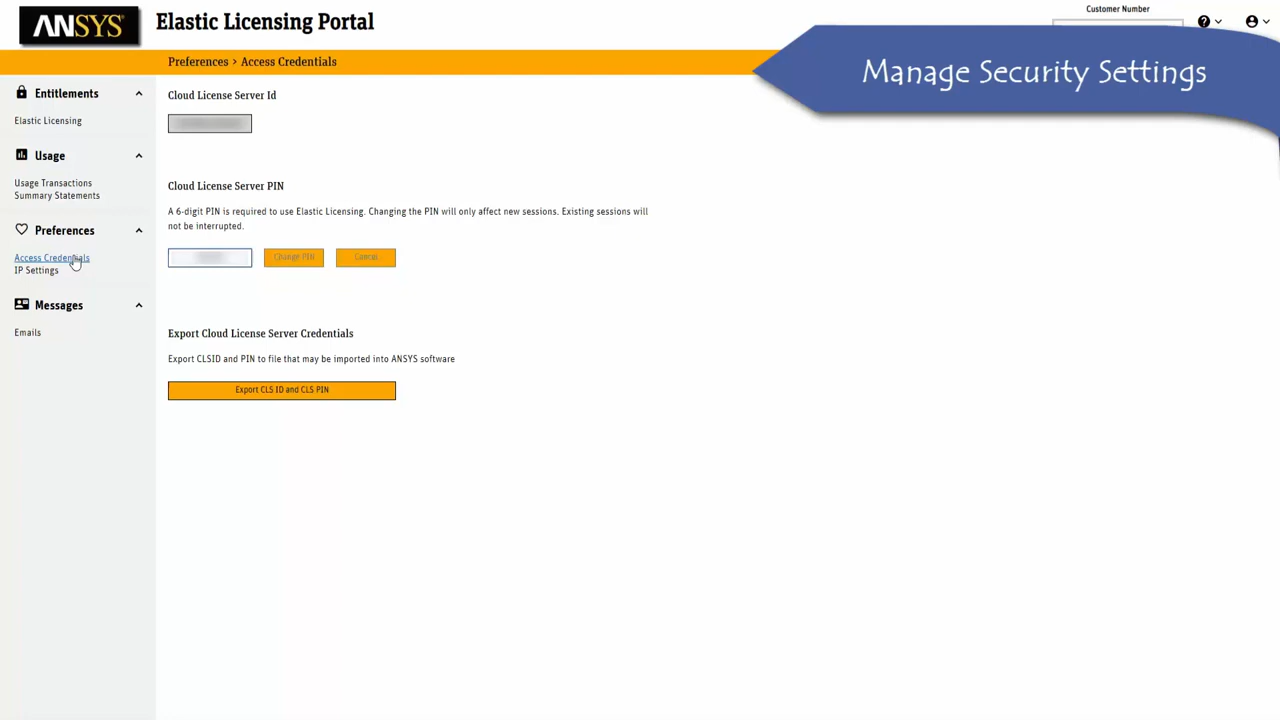 ANSYS
Elastic Licensing Portal
Customer Number
Manage Security Settings
Preferences > Access Credentials
Entitlements
Elastic Licensing
Usage
Usage Transactions
Summary Statements
Preferences
Access Credentials
IP Settings
Messages
Emails
Cloud License Server Id
Cloud License Server PIN
A 6-digit PIN is required to use Elastic Licensing. Changing the PIN will only affect new sessions. Existing sessions will
not be interrupted.
Change PIN
Cancel
Export Cloud License Server Credentials
Export CLSID and PIN to file that may be imported into ANSYS software
Export CLS ID and CLS PIN